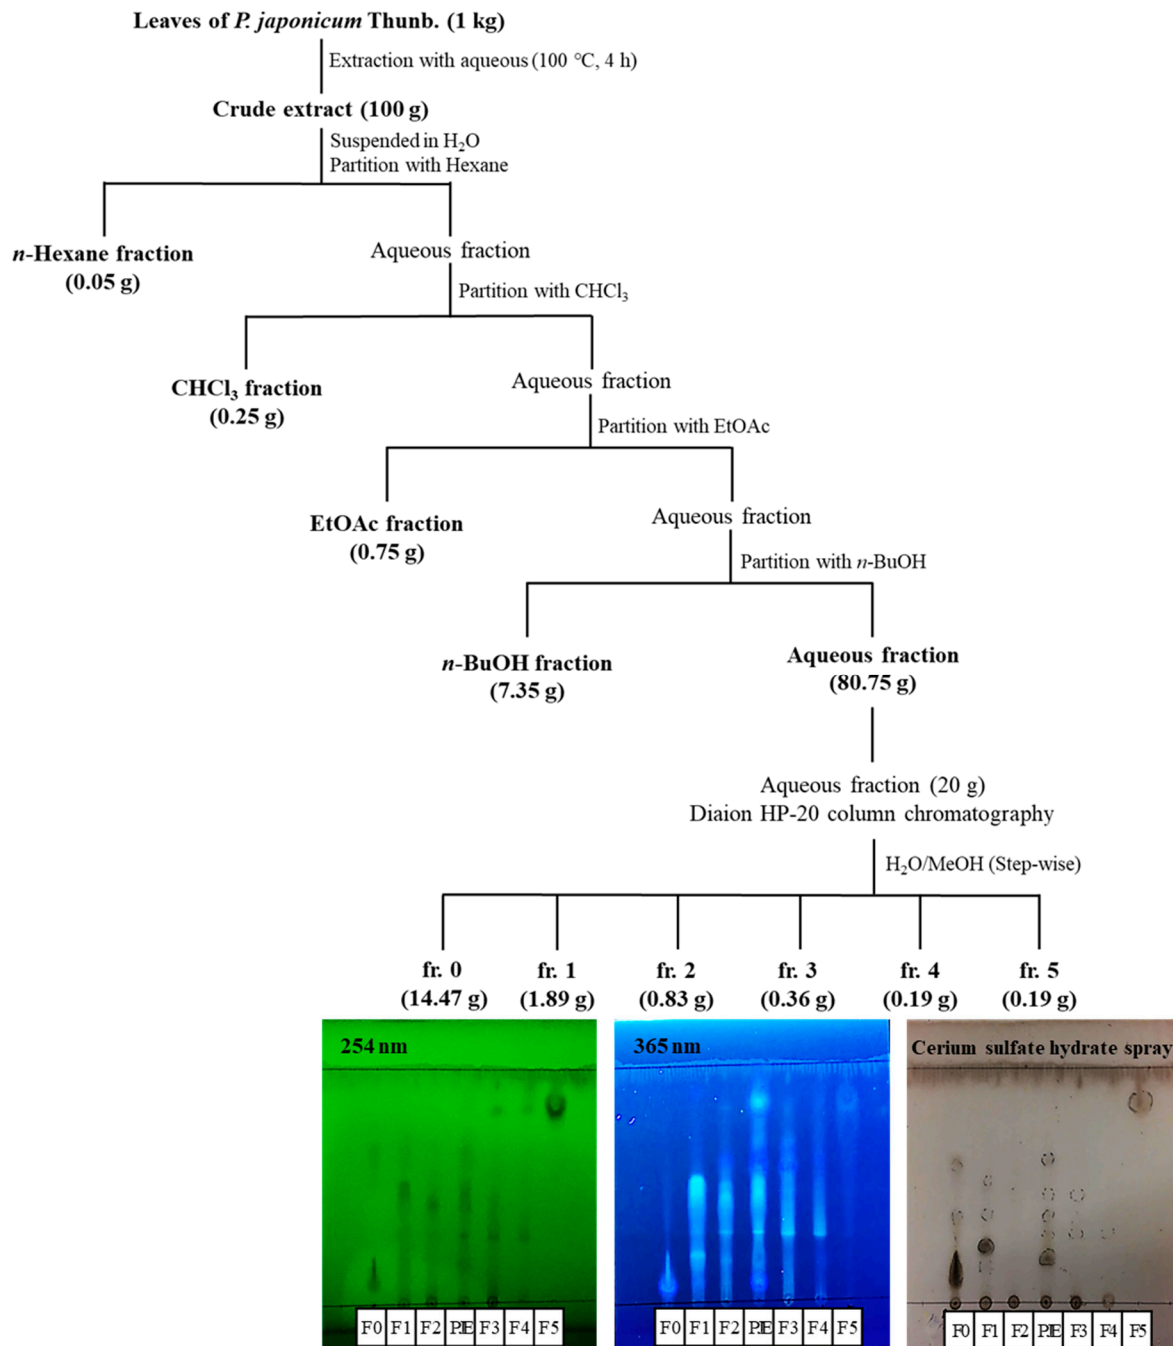 Leaves of P. japonicum Thunb. (1 kg)
Extraction with aqueous (100 °C, 4 h)
Crude extract (100 g)
Suspended in H₂O
Partition with Hexane
n-Hexane fraction
(0.05 g)
Aqueous fraction
Partition with CHCl₃
CHCl₃ fraction
(0.25 g)
Aqueous fraction
Partition with EtOAc
EtOAc fraction
(0.75 g)
Aqueous fraction
Partition with n-BuOH
n-BuOH fraction
(7.35 g)
Aqueous fraction
(80.75 g)
Aqueous fraction (20 g)
Diaion HP-20 column chromatography
H₂O/MeOH (Step-wise)
fr. 0 fr. 1 fr. 2 fr. 3 fr. 4 fr. 5
(14.47 g) (1.89 g) (0.83 g) (0.36 g) (0.19 g) (0.19 g)
254 nm
365 nm
Cerium sulfate hydrate spray
F0 F1 F2 PJE F3 F4 F5
F0 F1 F2 PJE F3 F4 F5
F0 F1 F2 PJE F3 F4 F5